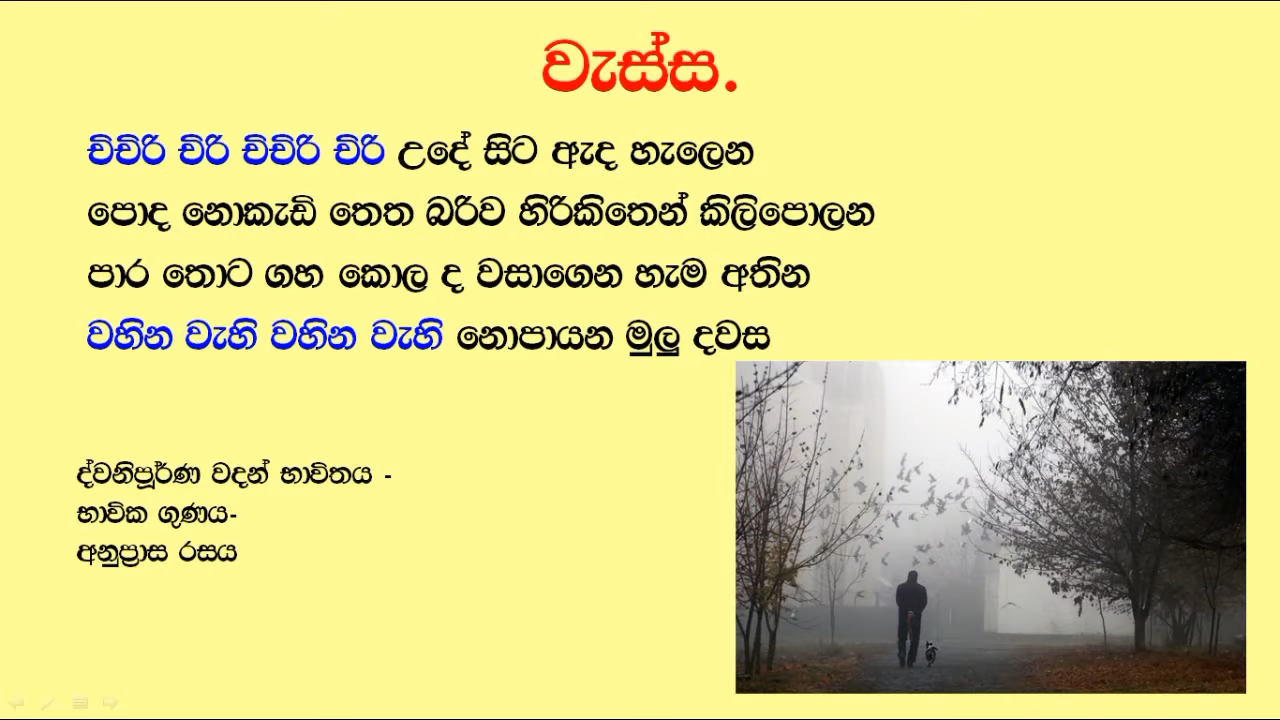 වැස්ස.
චිචිරි චිරි චිචිරි චිරි උදේ සිට ඇද හැලෙන
පොද නොකැඩි තෙත බරිව හිරිකිතෙන් කිලිපොලන
පාර තොට ගහ කොල ද වසාගෙන හැම අතින
වහින වැහි වහින වැහි නොපායන මුලු දවස
ද්වනිපූර්ණ වදන් භාවිතය -
භාවික ගුණය-
අනුප්‍රාස රසය